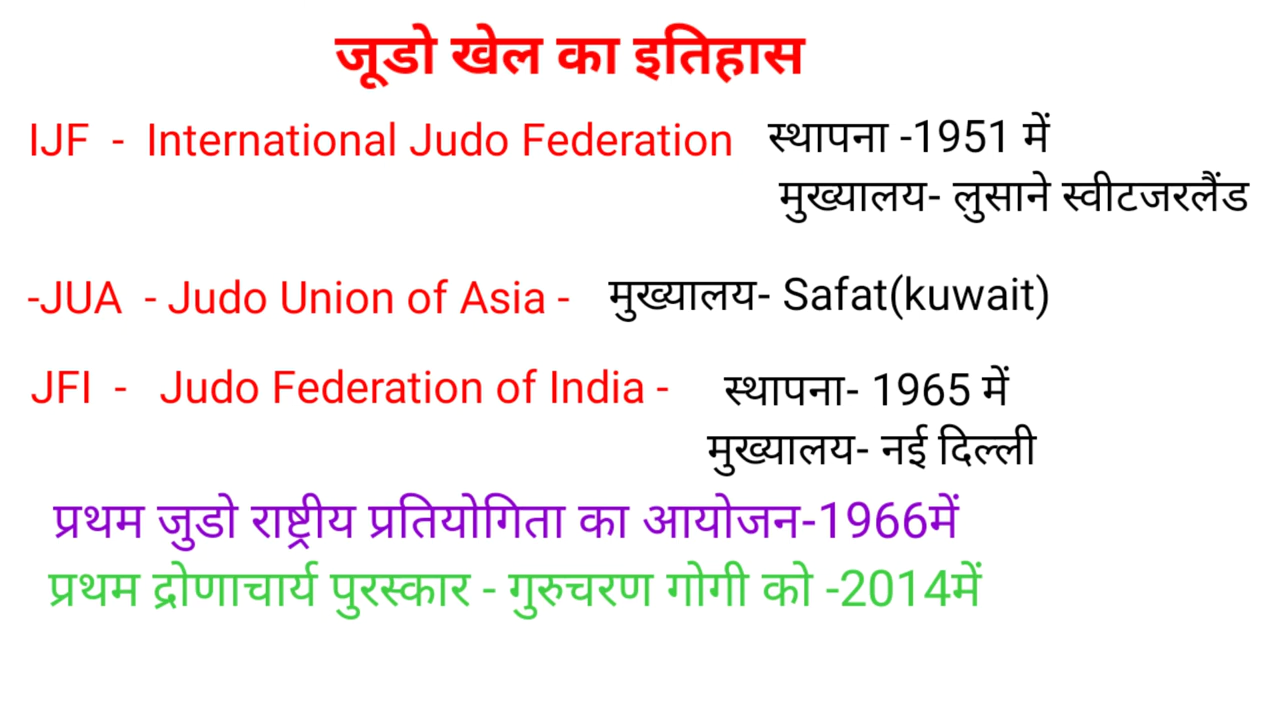 जूडो खेल का इतिहास
IJF - International Judo Federation स्थापना -1951 में
मुख्यालय- लुसाने स्वीटजरलैंड
-JUA - Judo Union of Asia - मुख्यालय- Safat(kuwait)
JFI - Judo Federation of India - स्थापना- 1965 में
मुख्यालय- नई दिल्ली
प्रथम जुडो राष्ट्रीय प्रतियोगिता का आयोजन-1966में
प्रथम द्रोणाचार्य पुरस्कार - गुरुचरण गोगी को -2014में